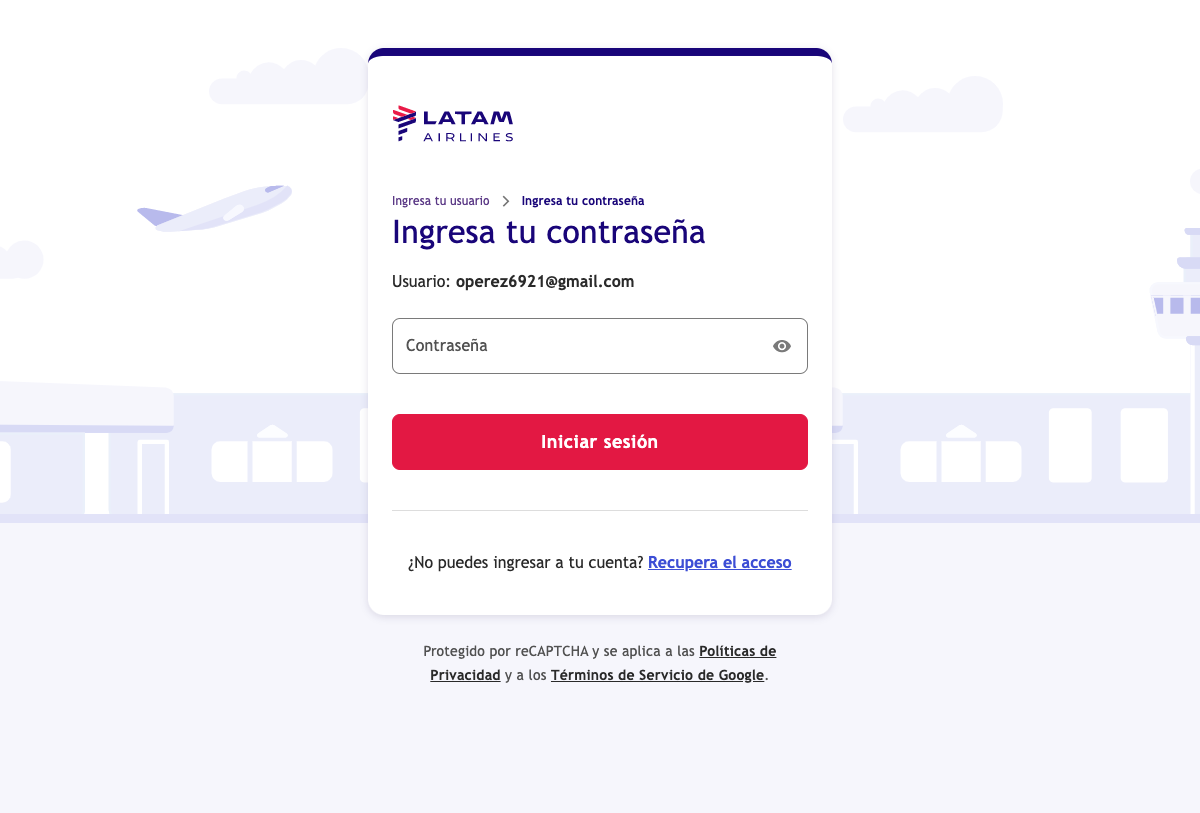 LATAM
AIRLINES
Ingresa tu usuario > Ingresa tu contraseña
Ingresa tu contraseña
Usuario: operez6921@gmail.com
Contraseña
Iniciar sesión
¿No puedes ingresar a tu cuenta? Recupera el acceso
Protegido por reCAPTCHA y se aplica a las Políticas de
Privacidad y a los Términos de Servicio de Google.